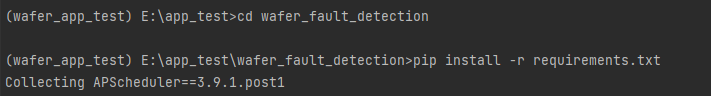 (wafer_app_test) E:\app_test>cd wafer_fault_detection
(wafer_app_test) E:\app_test\wafer_fault_detection>pip install -r requirements.txt
Collecting APScheduler==3.9.1.post1